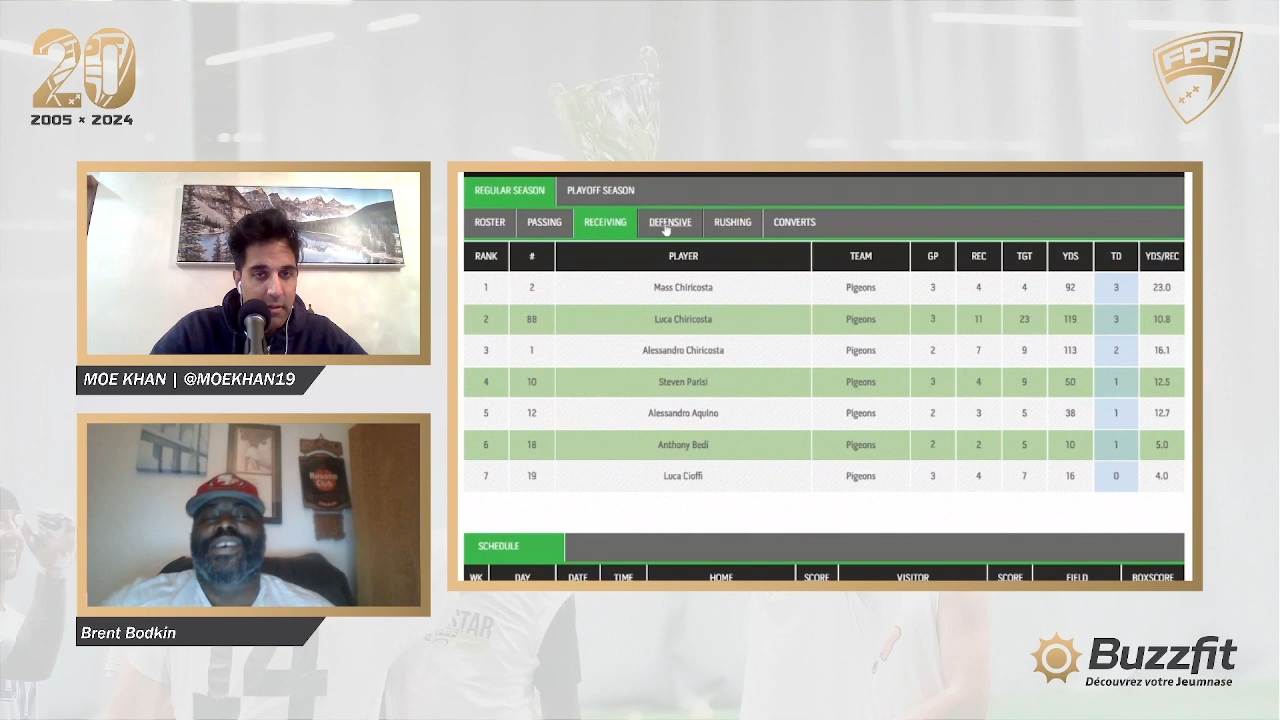 20
2005 × 2024
FPF
REGULAR SEASON PLAYOFF SEASON
ROSTER PASSING RECEIVING DEFENSIVE RUSHING CONVERTS
RANK # PLAYER TEAM GP REC TGT YDS TD YDS/REC
1 2 Mass Chiricosta Pigeons 3 4 4 92 3 23.0
2 88 Luca Chiricosta Pigeons 3 11 23 119 3 10.8
3 1 Alessandro Chiricosta Pigeons 2 7 9 113 2 16.1
4 10 Steven Parisi Pigeons 3 4 9 50 1 12.5
5 12 Alessandro Aquino Pigeons 2 3 5 38 1 12.7
6 18 Anthony Bedi Pigeons 2 2 5 10 1 5.0
7 19 Luca Cioffi Pigeons 3 4 7 16 0 4.0
SCHEDULE
WK DAY DATE TIME HOME SCORE VISITOR SCORE FIELD BOXSCORE
MOE KHAN | @MOEKHAN19
Brent Bodkin
STAR
14
Buzzfit
Découvrez votre Jeumnase